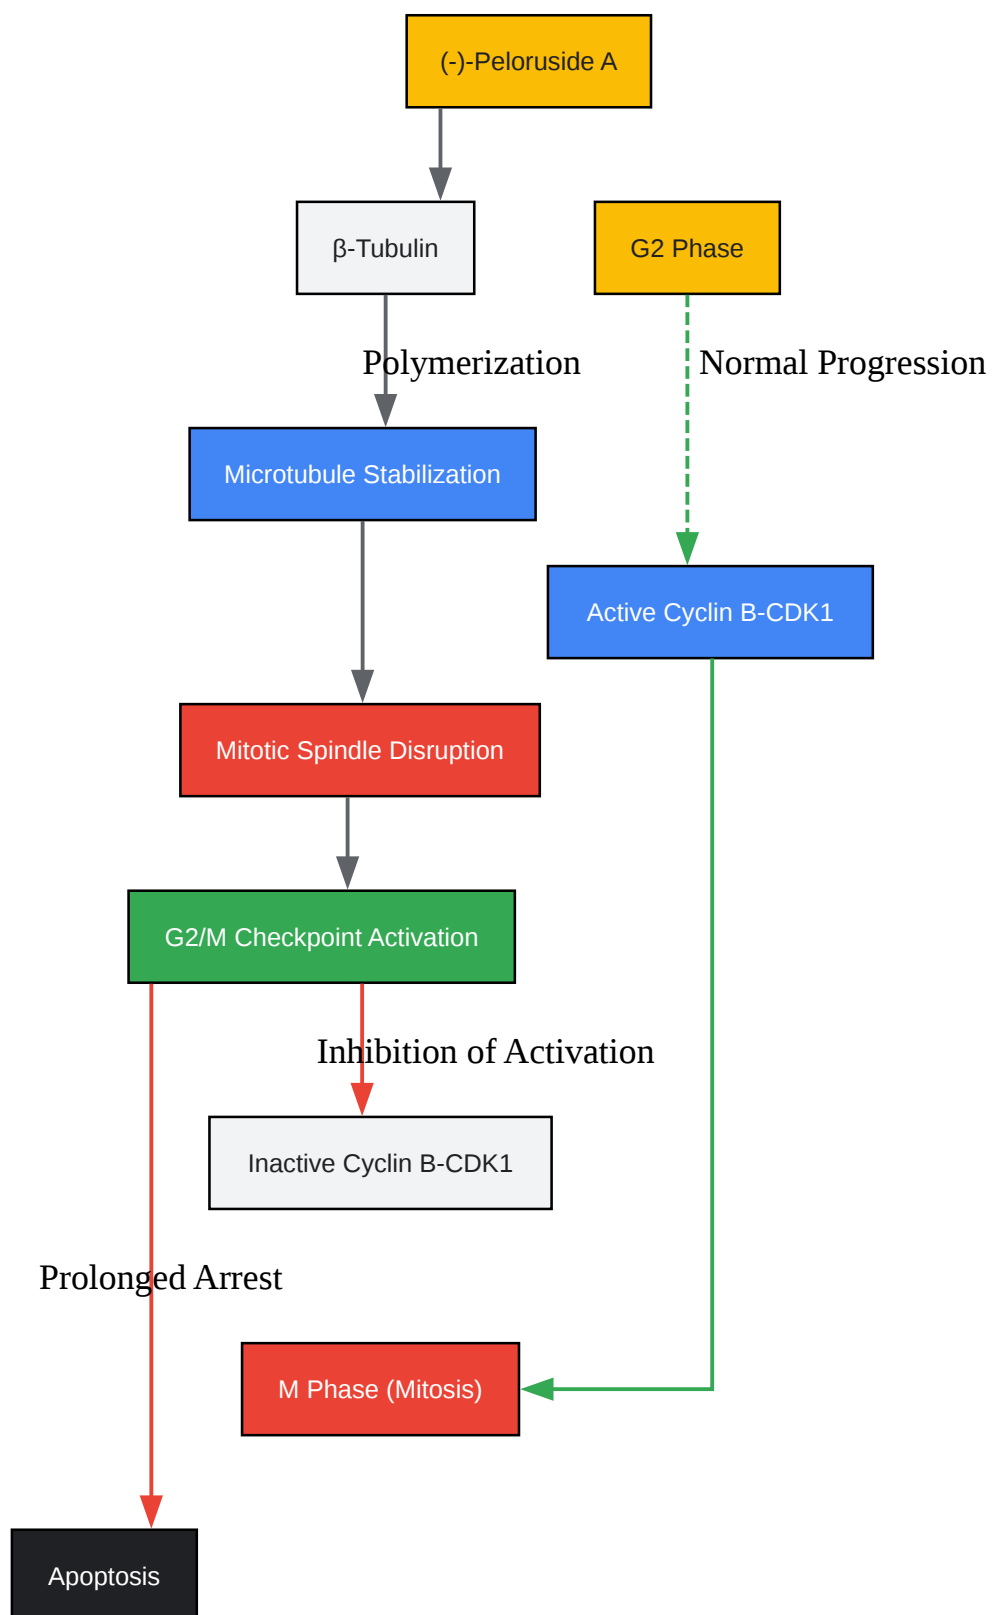 (-)-Peloruside A
β-Tubulin
G2 Phase
Polymerization
Normal Progression
Microtubule Stabilization
Active Cyclin B-CDK1
Mitotic Spindle Disruption
G2/M Checkpoint Activation
Inhibition of Activation
Inactive Cyclin B-CDK1
Prolonged Arrest
M Phase (Mitosis)
Apoptosis